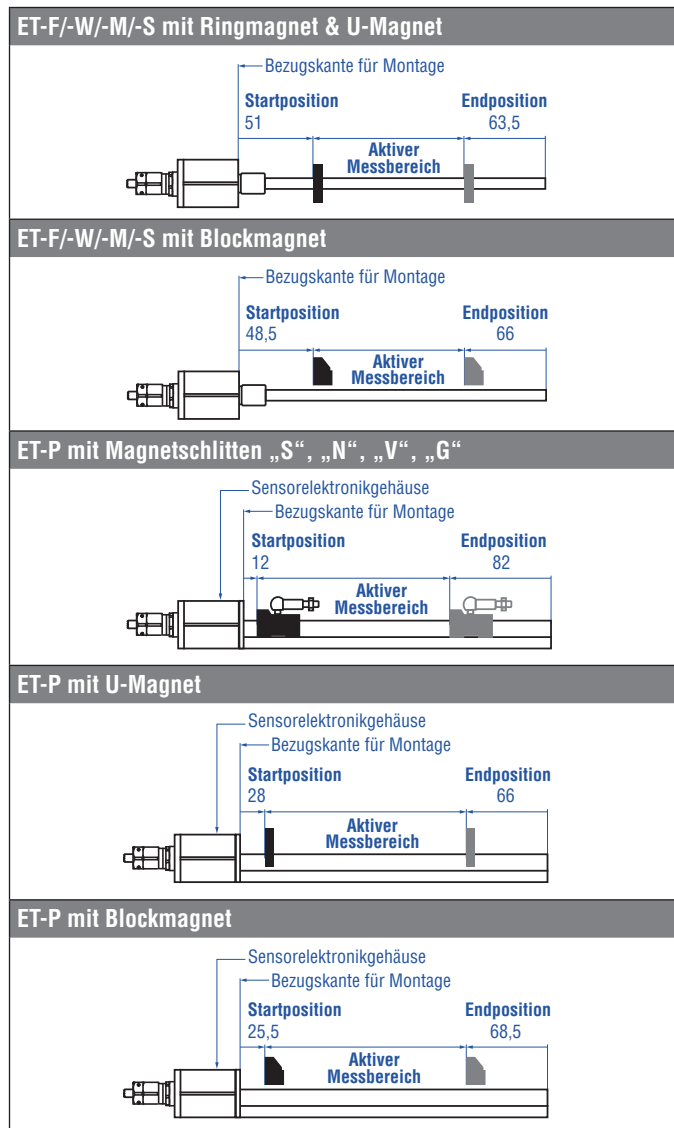 ET-F/-W/-M/-S mit Ringmagnet & U-Magnet
Bezugskante für Montage
Startposition
51
Endposition
63,5
Aktiver
Messbereich
ET-F/-W/-M/-S mit Blockmagnet
Bezugskante für Montage
Startposition
48,5
Endposition
66
Aktiver
Messbereich
ET-P mit Magnetschlitten „S“, „N“, „V“, „G“
Sensorelektronikgehäuse
Bezugskante für Montage
Startposition
12
Endposition
82
Aktiver
Messbereich
ET-P mit U-Magnet
Sensorelektronikgehäuse
Bezugskante für Montage
Startposition
28
Endposition
66
Aktiver
Messbereich
ET-P mit Blockmagnet
Sensorelektronikgehäuse
Bezugskante für Montage
Startposition
25,5
Endposition
68,5
Aktiver
Messbereich